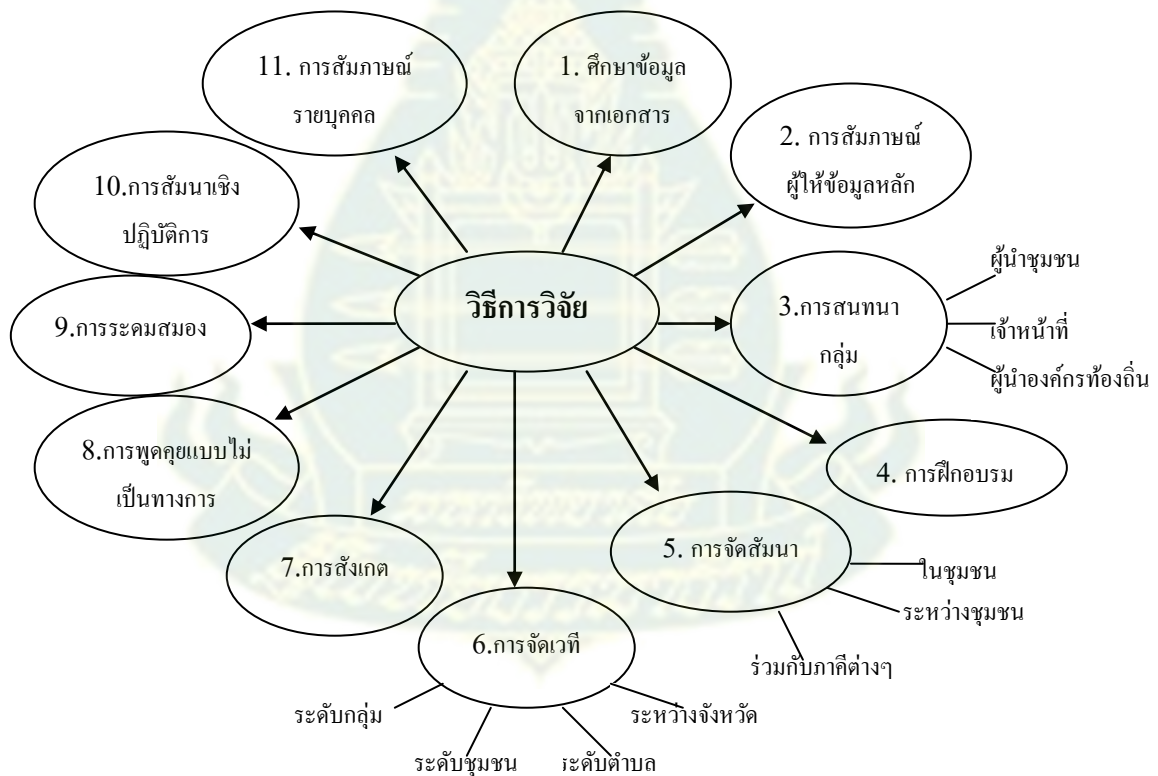 11. การสัมภาษณ์
รายบุคคล
1. ศึกษาข้อมูล
จากเอกสาร
2. การสัมภาษณ์
ผู้ให้ข้อมูลหลัก
10.การสัมนาเชิง
ปฏิบัติการ
วิธีการวิจัย
3.การสนทนา
กลุ่ม
ผู้นำชุมชน
เจ้าหน้าที่
ผู้นำองค์กรท้องถิ่น
9.การระดมสมอง
8.การพูดคุยแบบไม่
เป็นทางการ
4. การฝึกอบรม
5. การจัดสัมนา
ในชุมชน
ระหว่างชุมชน
ร่วมกับภาคีต่างๆ
7.การสังเกต
6.การจัดเวที
ระดับกลุ่ม
ระดับชุมชน
ระดับตำบล
ระหว่างจังหวัด